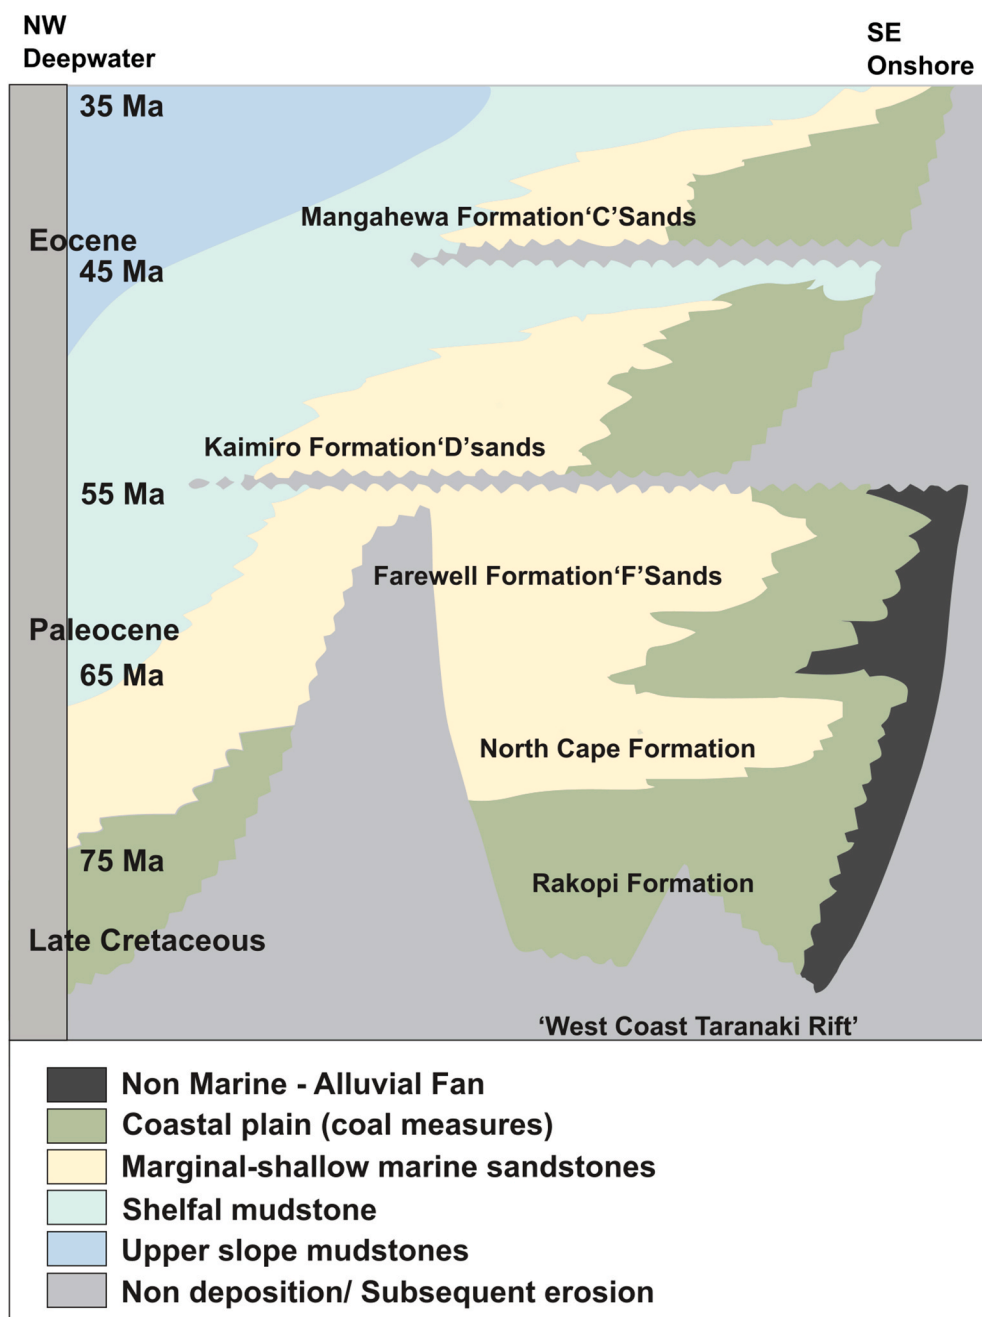 NW
Deepwater
SE
Onshore
35 Ma
Mangahewa Formation‘C’Sands
Eocene
45 Ma
Kaimiro Formation‘D’sands
55 Ma
Farewell Formation‘F’Sands
Paleocene
65 Ma
North Cape Formation
75 Ma
Rakopi Formation
Late Cretaceous
‘West Coast Taranaki Rift’
Non Marine - Alluvial Fan
Coastal plain (coal measures)
Marginal-shallow marine sandstones
Shelfal mudstone
Upper slope mudstones
Non deposition/ Subsequent erosion